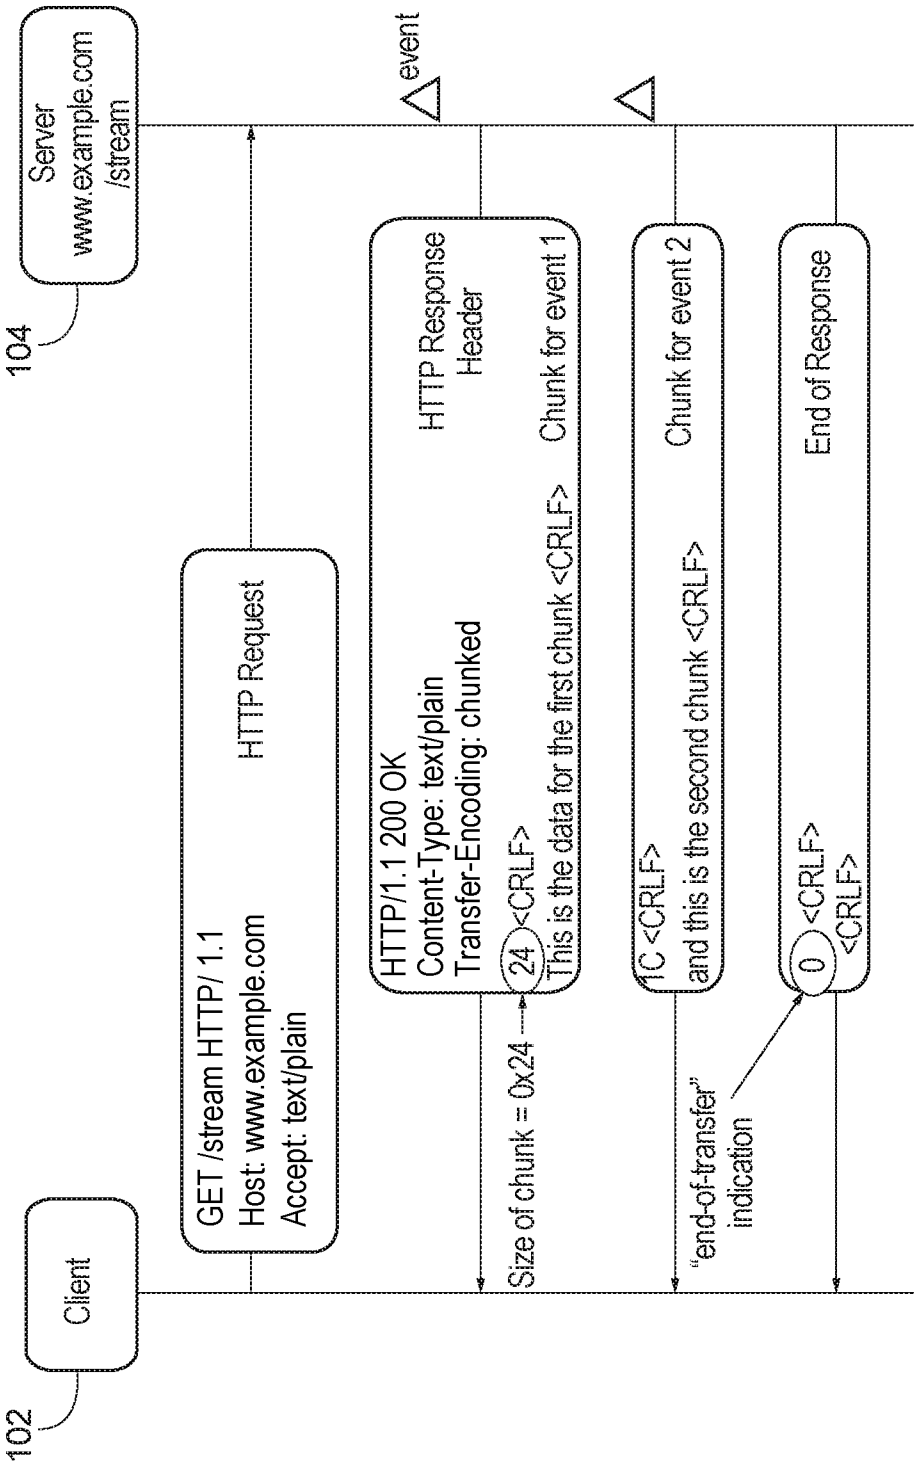 102
Client
104
Server
www.example.com
/stream
GET /stream HTTP/ 1.1
Host: www.example.com
Accept: text/plain
HTTP Request
event
HTTP/1.1 200 OK
Content-Type: text/plain
Transfer-Encoding: chunked
HTTP Response
Header
24 <CRLF>
This is the data for the first chunk <CRLF>
Chunk for event 1
Size of chunk = 0x24
1C <CRLF>
and this is the second chunk <CRLF>
Chunk for event 2
"end-of-transfer"
indication
0 <CRLF>
<CRLF>
End of Response